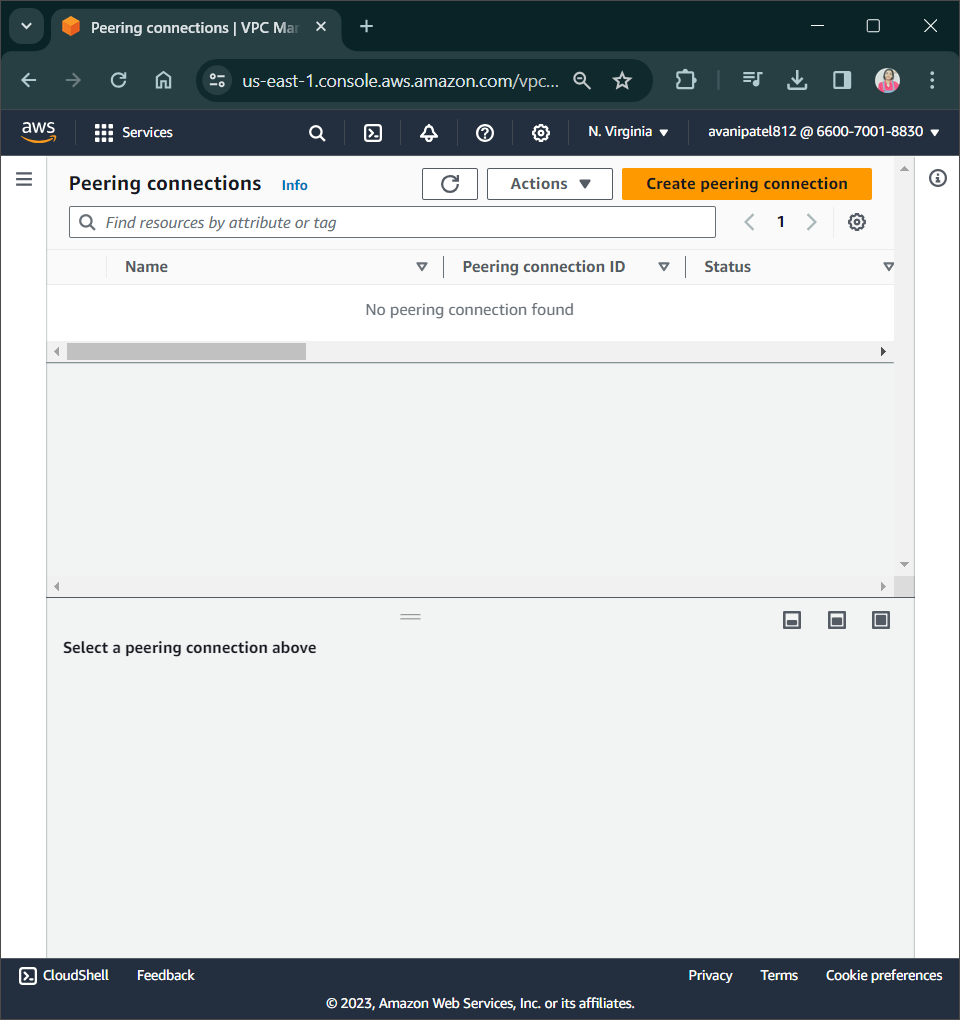 Peering connections | VPC Mar
us-east-1.console.aws.amazon.com/vpc...
aws Services N. Virginia avanipatel812 @ 6600-7001-8830
Peering connections Info Actions Create peering connection
Find resources by attribute or tag 1
Name Peering connection ID Status
No peering connection found
Select a peering connection above
CloudShell Feedback Privacy Terms Cookie preferences
© 2023, Amazon Web Services, Inc. or its affiliates.